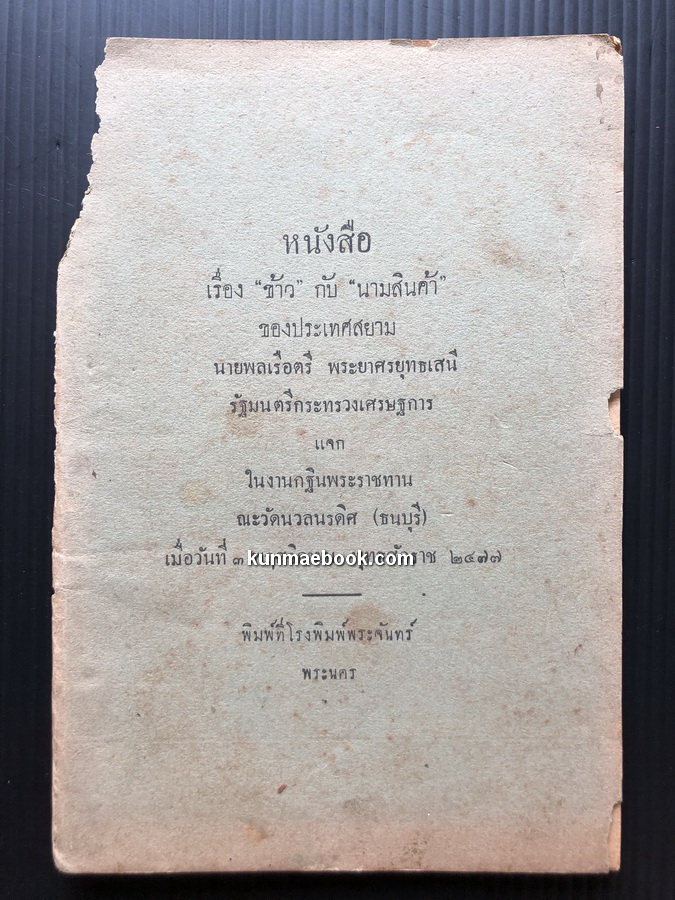 หนังสือ
เรื่อง “ข้าว” กับ “นามสินค้า”
ของประเทศสยาม
นายพลเรือตรี พระยาศรยุทธเสนี
รัฐมนตรีกระทรวงเศรษฐการ
แจก
ในงานกฐินพระราชทาน
ณะวัดนวลนรดิศ (ธนบุรี)
เมื่อวันที่ ๓ ๒๔๗๗
kunmaebook.com
พิมพ์ที่โรงพิมพ์พระจันทร์
พระนคร